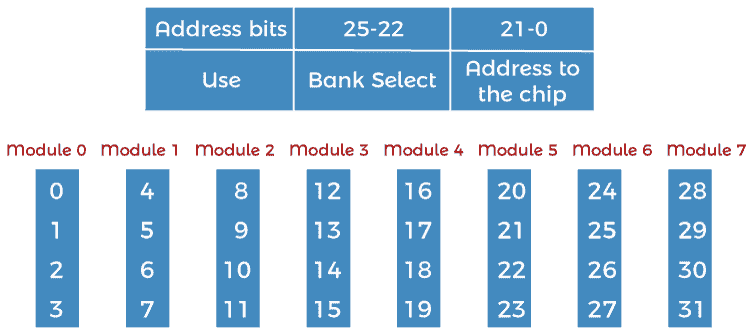 Address bits 25-22 21-0
Use Bank Select Address to
the chip
Module 0 Module 1 Module 2 Module 3 Module 4 Module 5 Module 6 Module 7
0 4 8 12 16 20 24 28
1 5 9 13 17 21 25 29
2 6 10 14 18 22 26 30
3 7 11 15 19 23 27 31